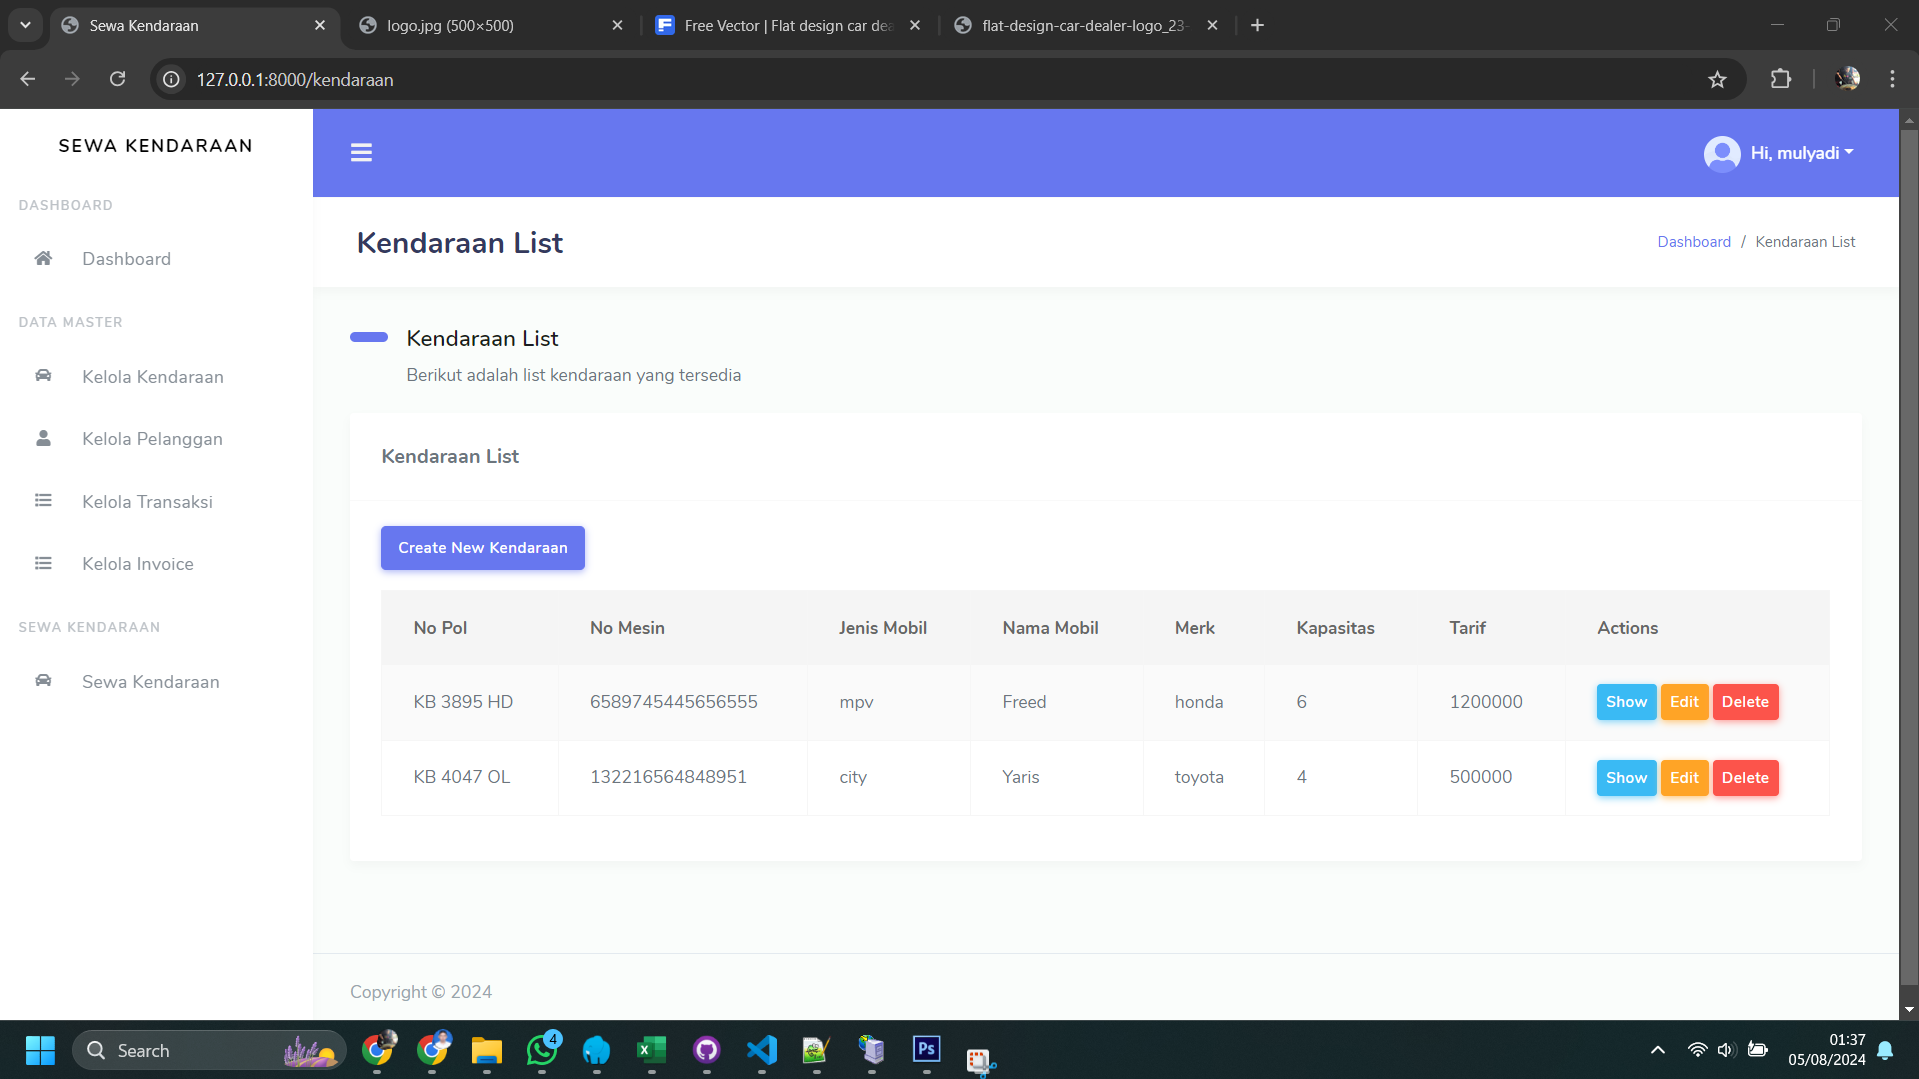 Sewa Kendaraan
logo.jpg (500×500)
Free Vector | Flat design car dea
flat-design-car-dealer-logo_23-
127.0.0.1:8000/kendaraan
SEWA KENDARAAN
Hi, mulyadi
DASHBOARD
Dashboard
DATA MASTER
Kelola Kendaraan
Kelola Pelanggan
Kelola Transaksi
Kelola Invoice
SEWA KENDARAAN
Sewa Kendaraan
Kendaraan List
Dashboard / Kendaraan List
Kendaraan List
Berikut adalah list kendaraan yang tersedia
Kendaraan List
Create New Kendaraan
No Pol No Mesin Jenis Mobil Nama Mobil Merk Kapasitas Tarif Actions
KB 3895 HD 6589745445656555 mpv Freed honda 6 1200000 Show Edit Delete
KB 4047 OL 132216564848951 city Yaris toyota 4 500000 Show Edit Delete
Copyright © 2024
Search
4
Ps
01:37
05/08/2024